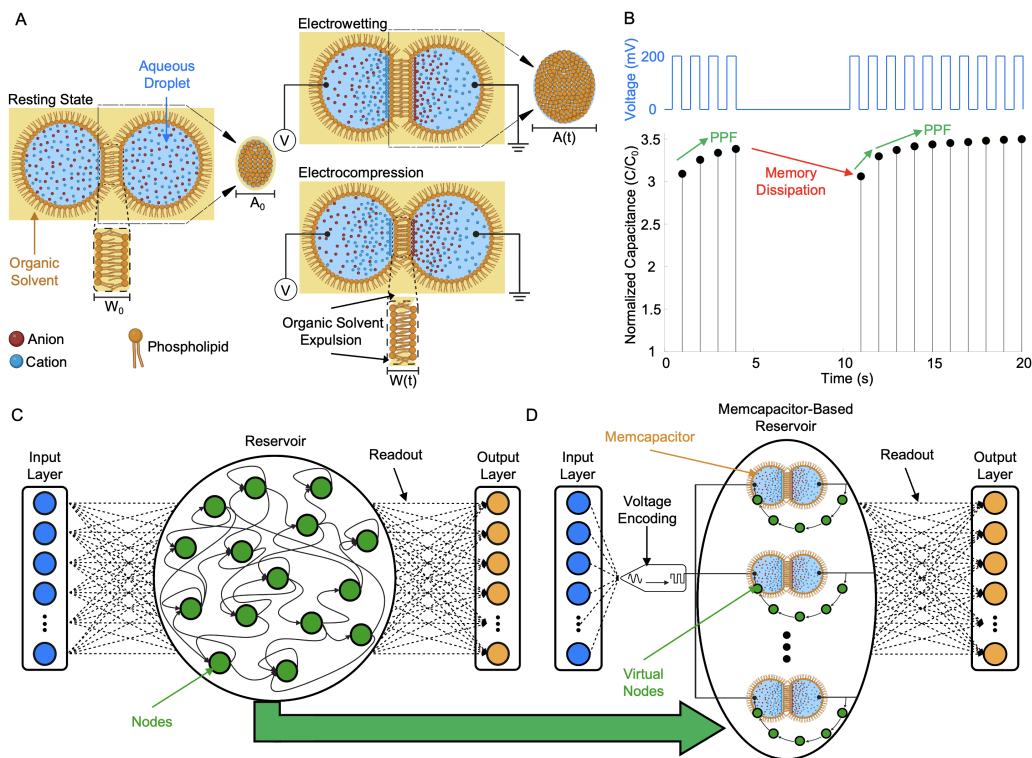 A
Resting State
Aqueous
Droplet
A₀
Organic
Solvent
W₀
Anion
Cation
Phospholipid
Electrowetting
V
A(t)
Electrocompression
V
Organic Solvent
Expulsion
W(t)
B
Voltage (mV)
200
0
Normalized Capacitance (C/C₀)
3.5
3
2.5
2
1.5
1
PPF
Memory
Dissipation
PPF
0
5
10
15
20
Time (s)
C
Input
Layer
Reservoir
Readout
Output
Layer
Nodes
D
Memcapacitor-Based
Reservoir
Memcapacitor
Input
Layer
Voltage
Encoding
Readout
Output
Layer
Virtual
Nodes